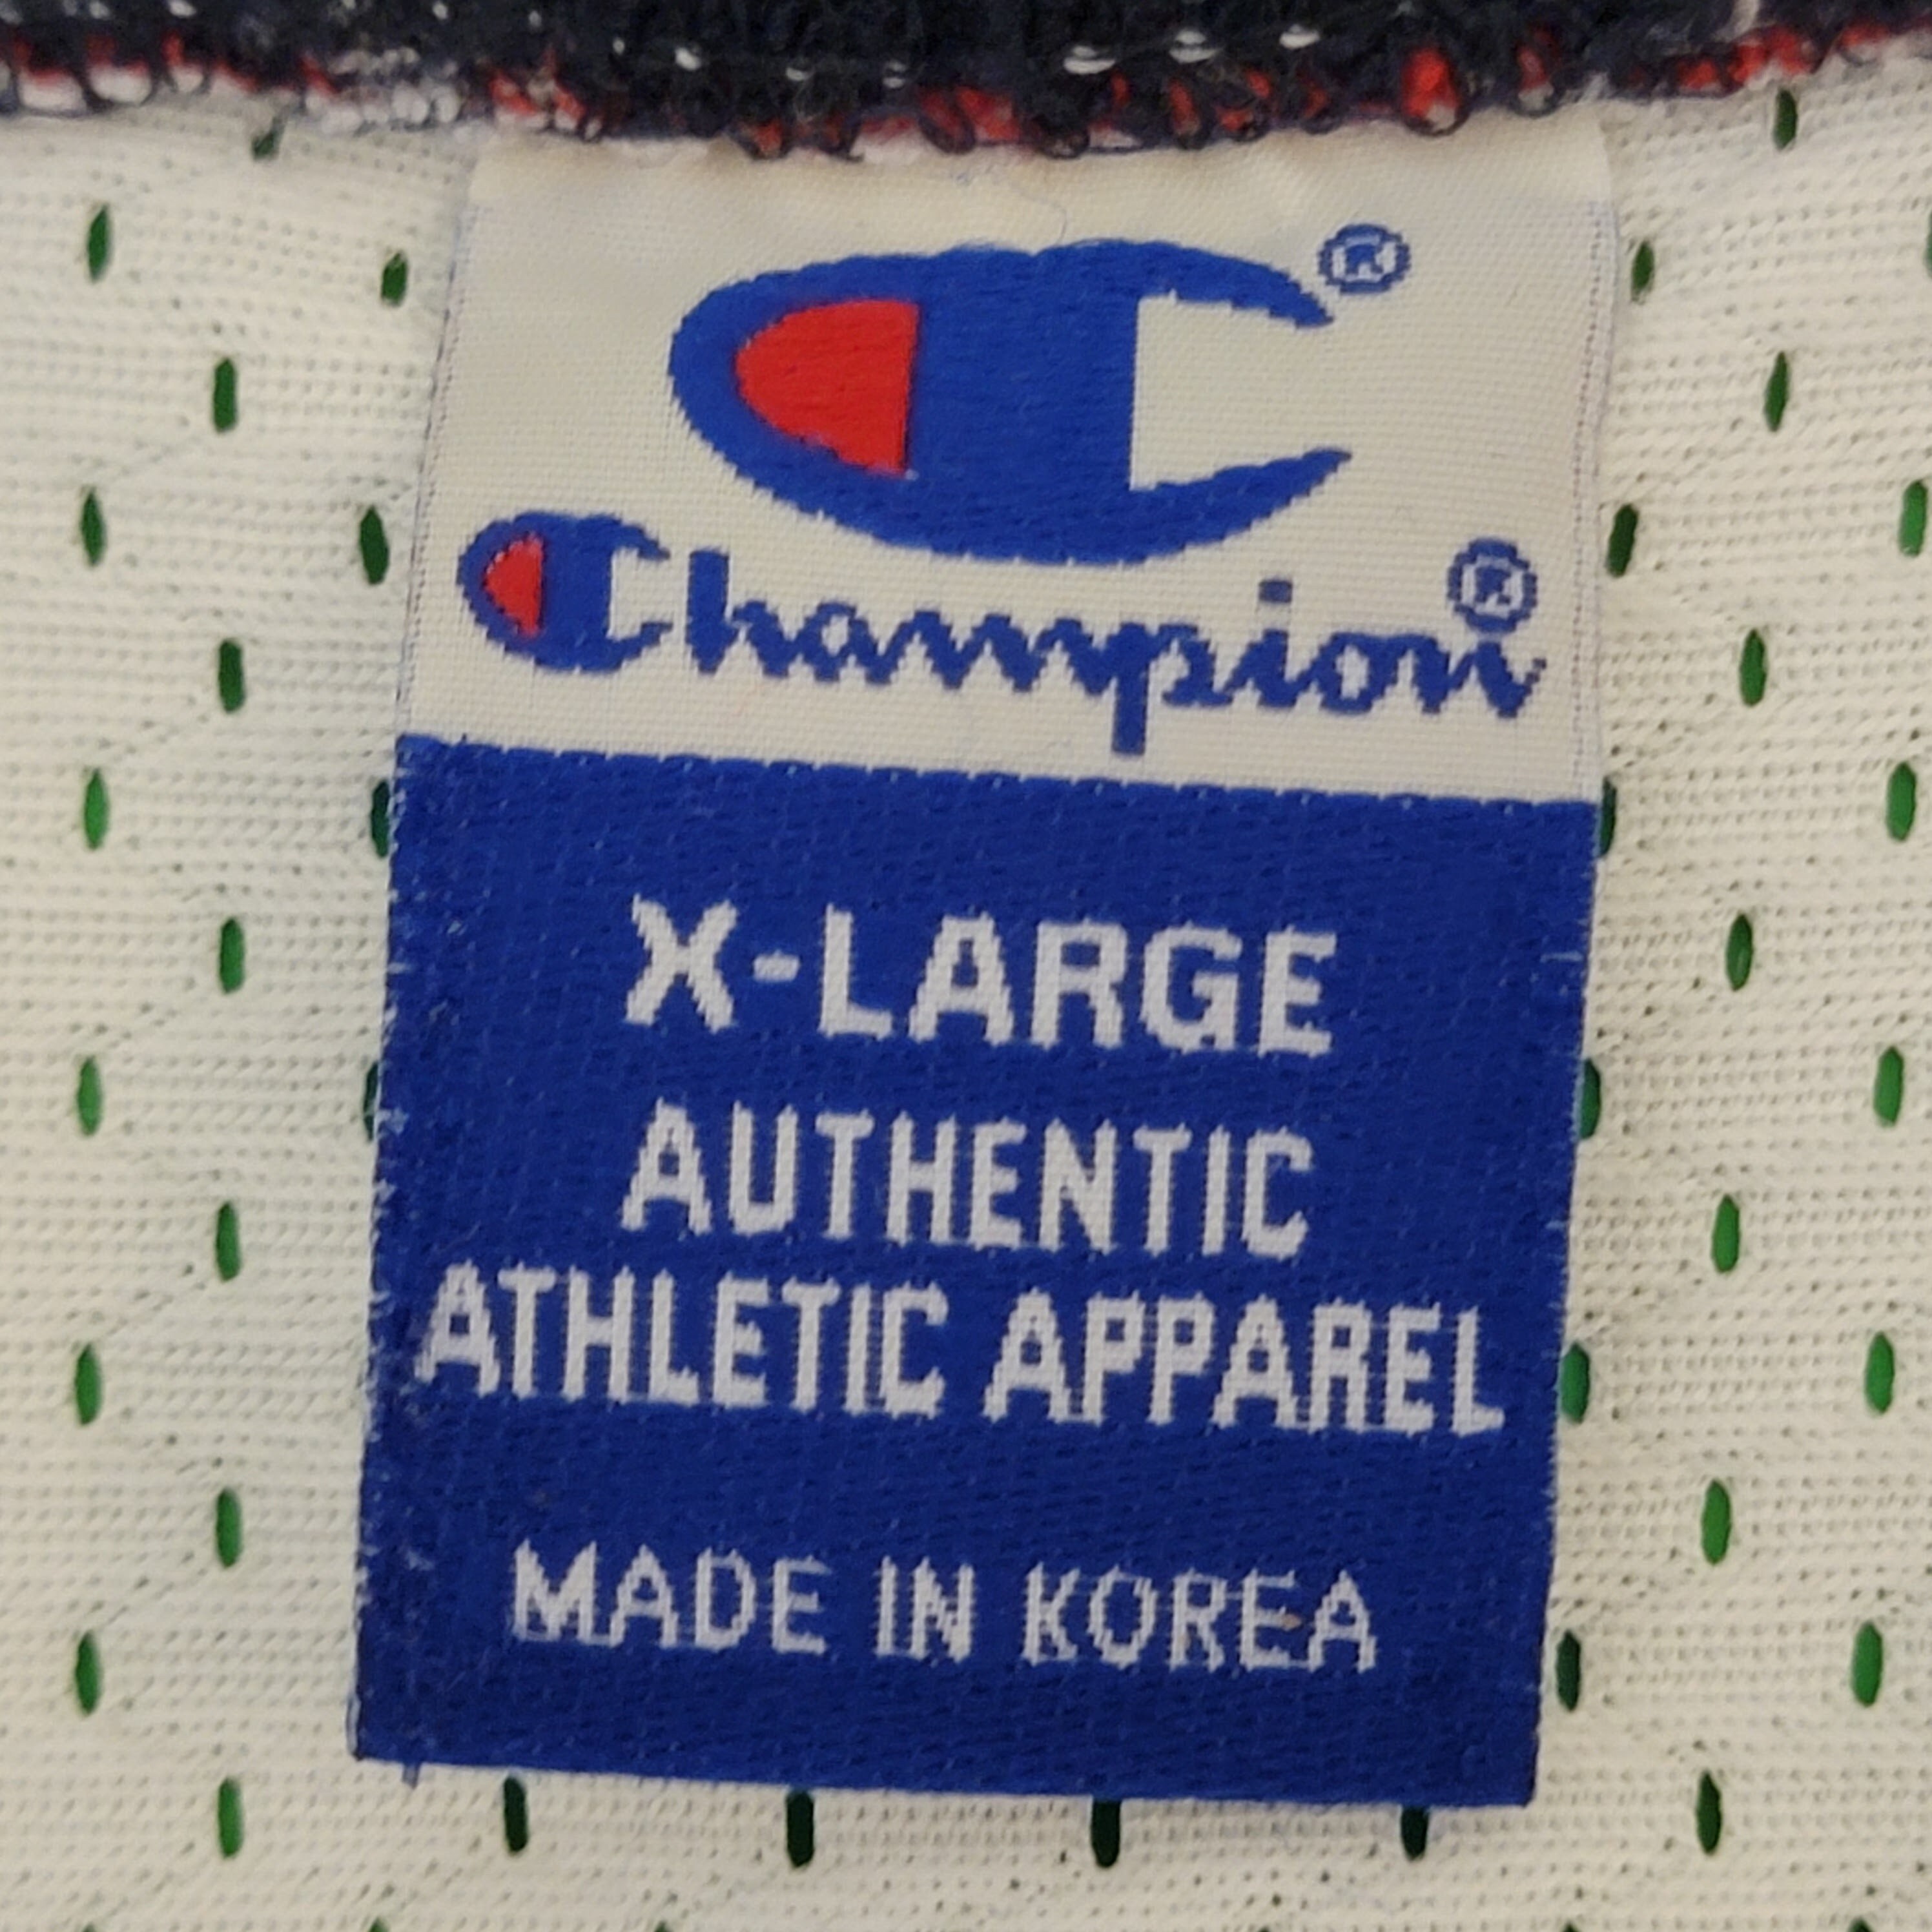 ®
Champion®
X-LARGE
AUTHENTIC
ATHLETIC APPAREL
MADE IN KOREA